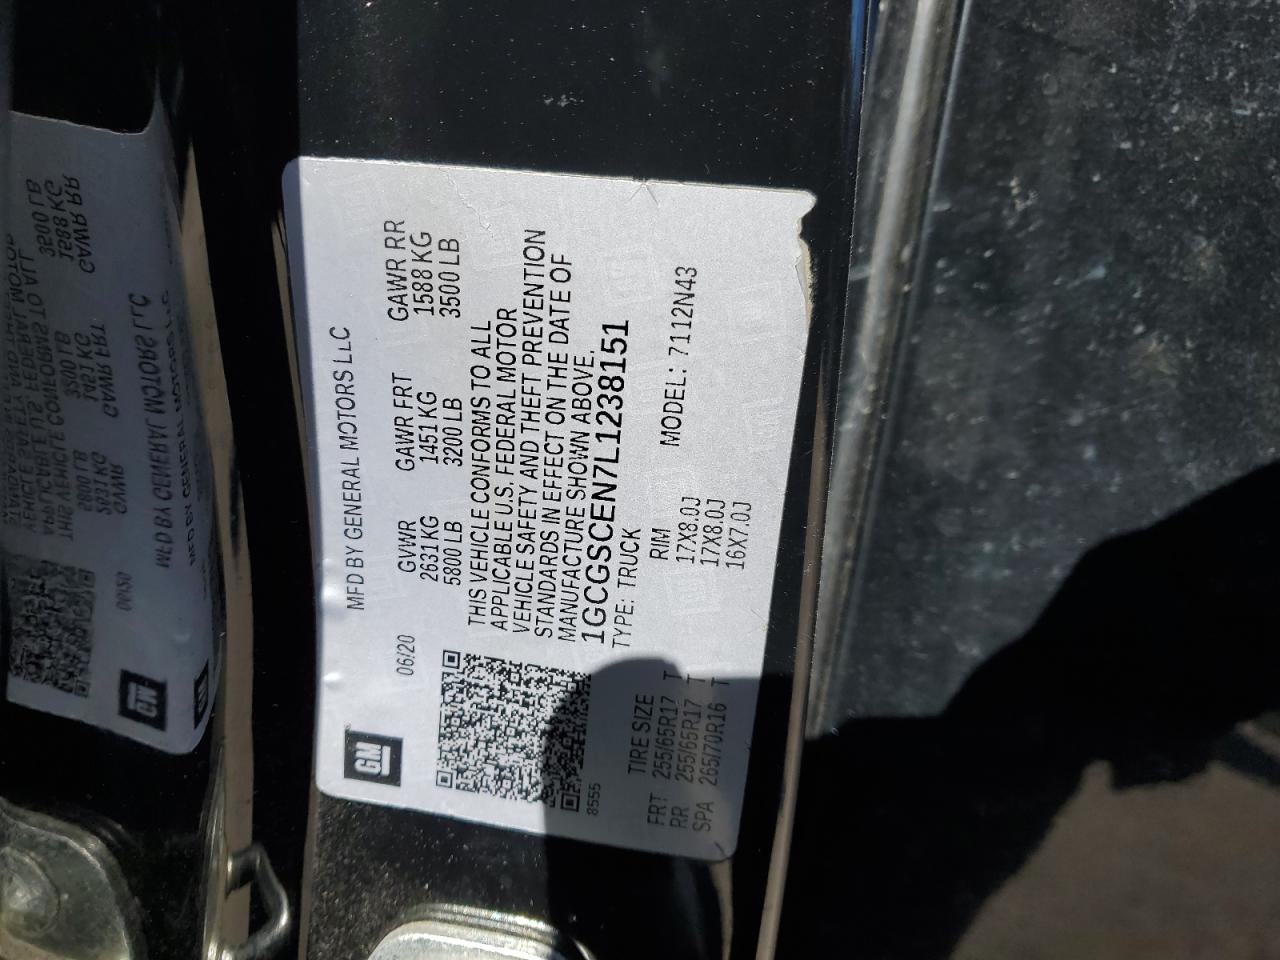 GM
MFD BY GENERAL MOTORS LLC
06/20
GVWR GAWR FRT GAWR RR
2631 KG 1451 KG 1588 KG
5800 LB 3200 LB 3500 LB
THIS VEHICLE CONFORMS TO ALL
APPLICABLE U.S. FEDERAL MOTOR
VEHICLE SAFETY AND THEFT PREVENTION
STANDARDS IN EFFECT ON THE DATE OF
MANUFACTURE SHOWN ABOVE.
1GCGSCEN7L1238151
8555
TYPE: TRUCK
MODEL: 7112N43
TIRE SIZE RIM
FRT 255/65R17 T 17X8.0J
RR 255/65R17 T 17X8.0J
SPA 265/70R16 T 16X7.0J